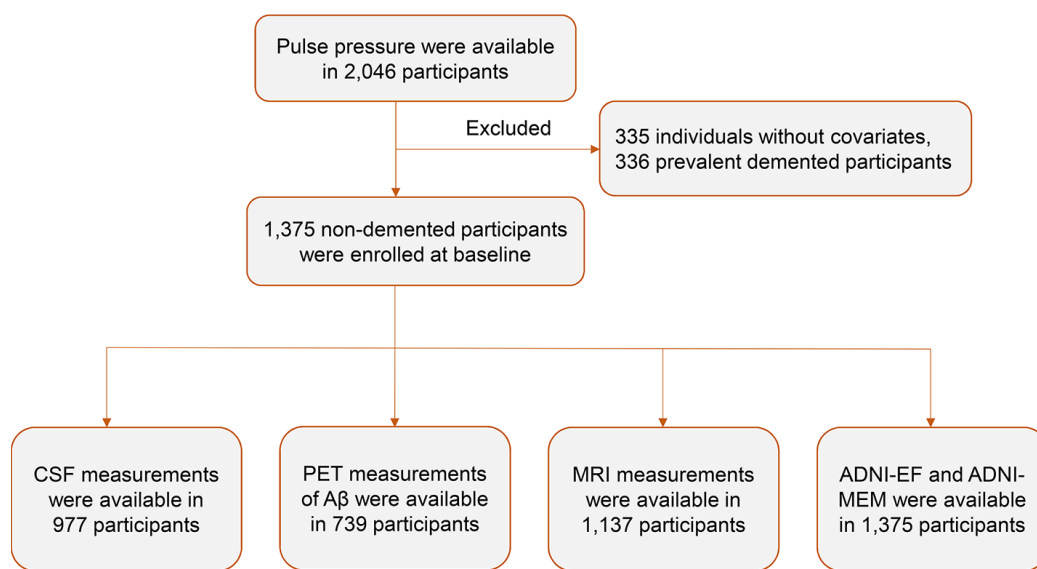 Pulse pressure were available
in 2,046 participants
Excluded
335 individuals without covariates,
336 prevalent demented participants
1,375 non-demented participants
were enrolled at baseline
CSF measurements
were available in
977 participants
PET measurements
of Aβ were available
in 739 participants
MRI measurements
were available in
1,137 participants
ADNI-EF and ADNI-
MEM were available
in 1,375 participants